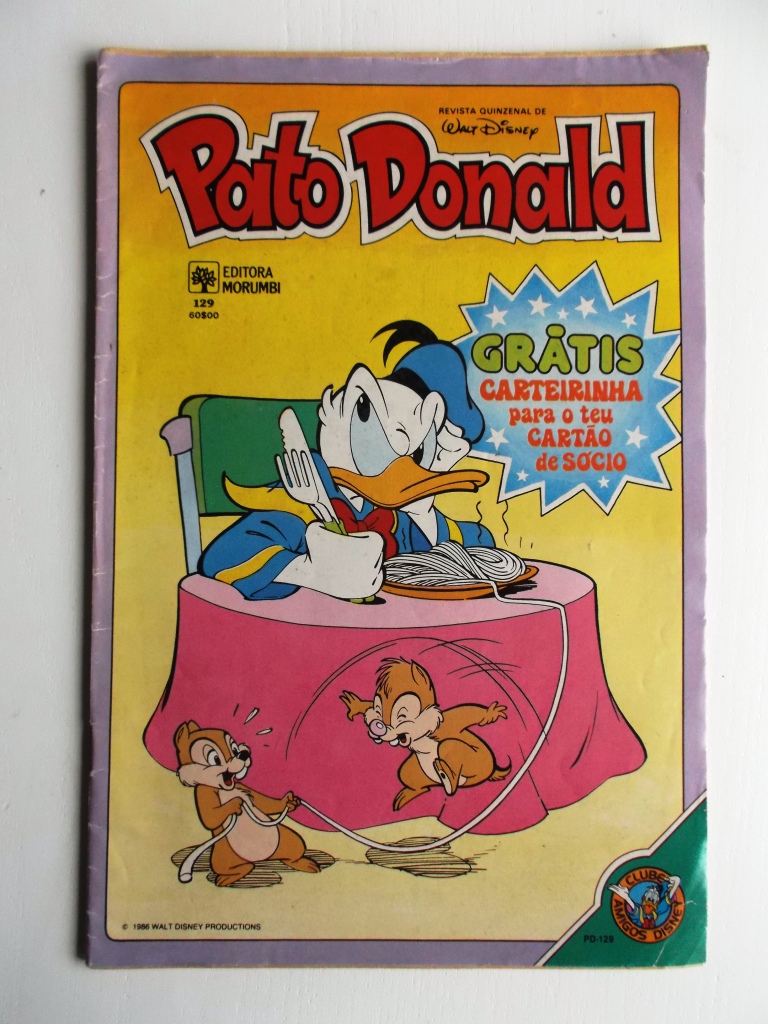 REVISTA QUINZENAL DE
Walt Disney
Pato Donald
EDITORA
MORUMBI
129
60$00
GRÁTIS
CARTEIRINHA
para o teu
CARTÃO
de SÓCIO
CLUBE
AMIGOS DISNEY
PD-129
© 1986 WALT DISNEY PRODUCTIONS